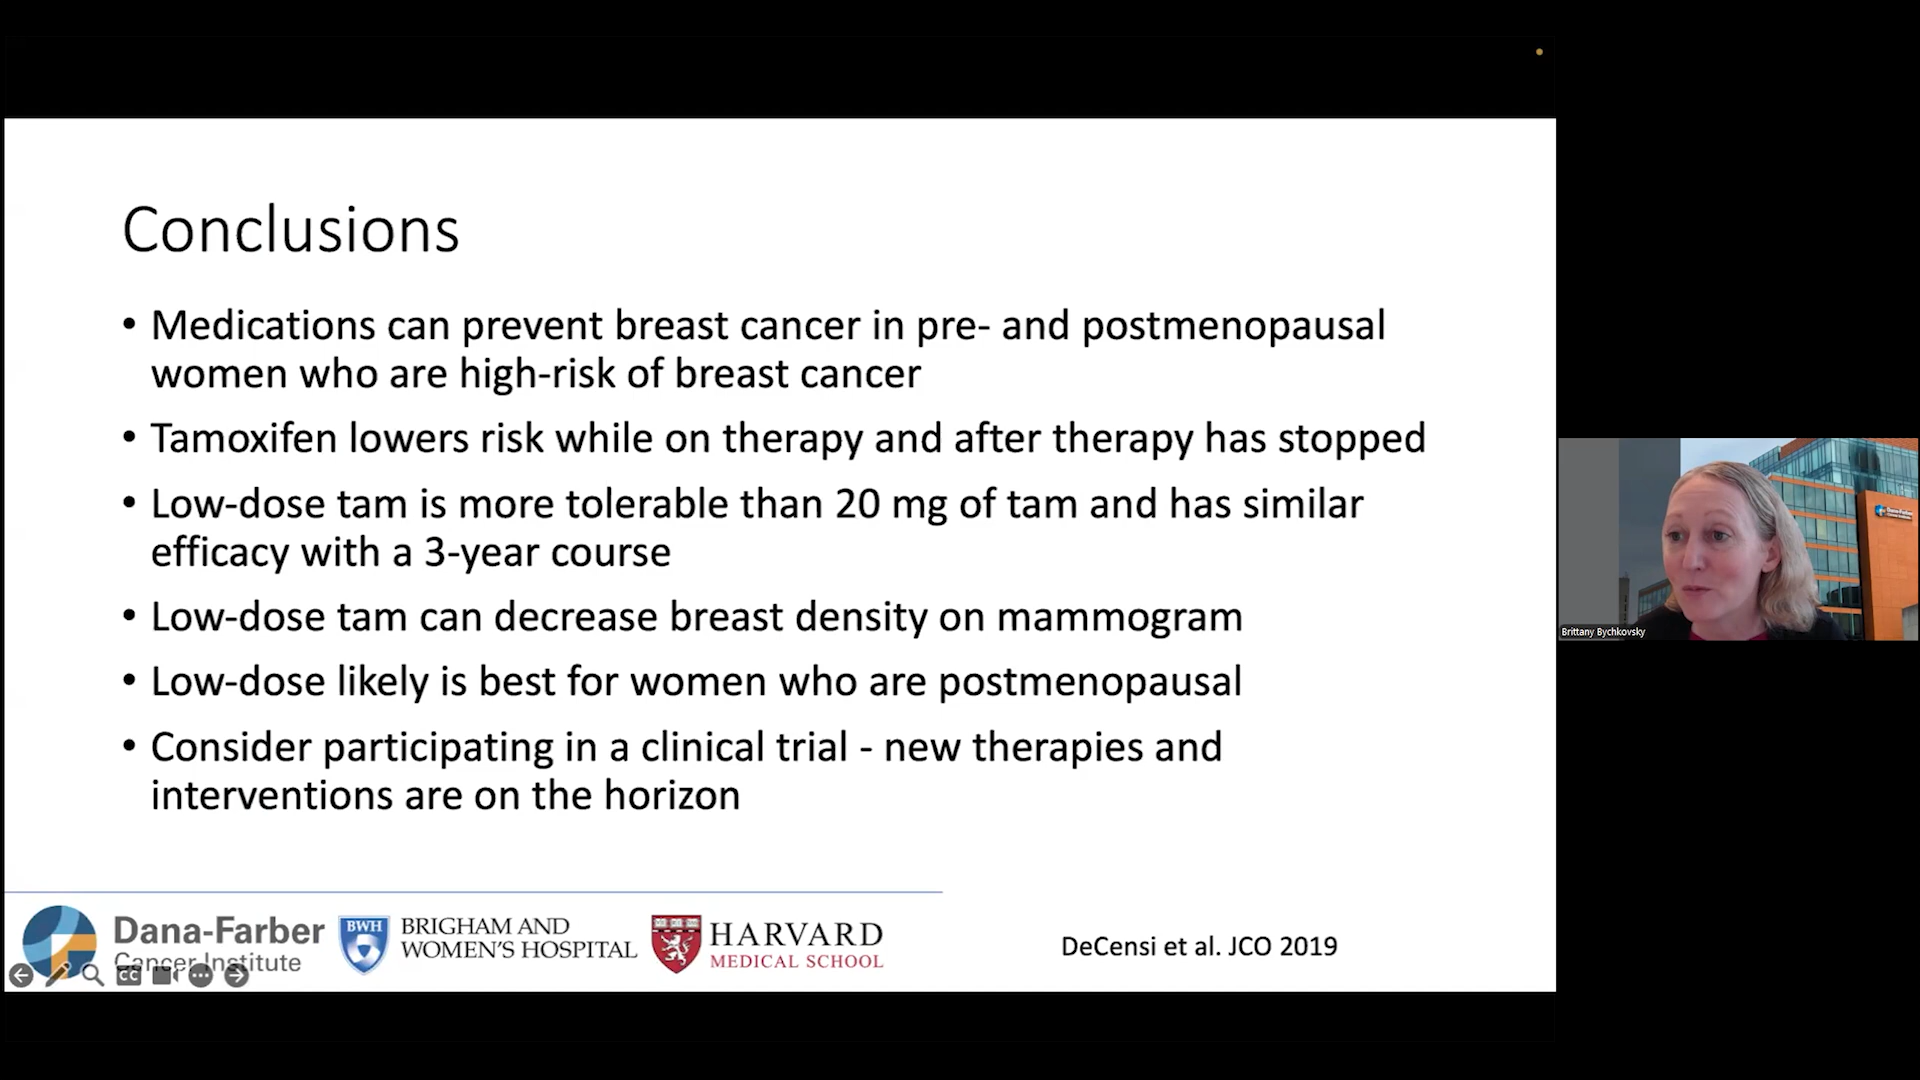 Conclusions
• Medications can prevent breast cancer in pre- and postmenopausal
women who are high-risk of breast cancer
• Tamoxifen lowers risk while on therapy and after therapy has stopped
• Low-dose tam is more tolerable than 20 mg of tam and has similar
efficacy with a 3-year course
• Low-dose tam can decrease breast density on mammogram
• Low-dose likely is best for women who are postmenopausal
• Consider participating in a clinical trial - new therapies and
interventions are on the horizon
Dana-Farber
Cancer Institute
BWH
BRIGHAM AND
WOMEN'S HOSPITAL
HARVARD
MEDICAL SCHOOL
DeCensi et al. JCO 2019
CC
Brittany Bychkovsky
Dana-Farber